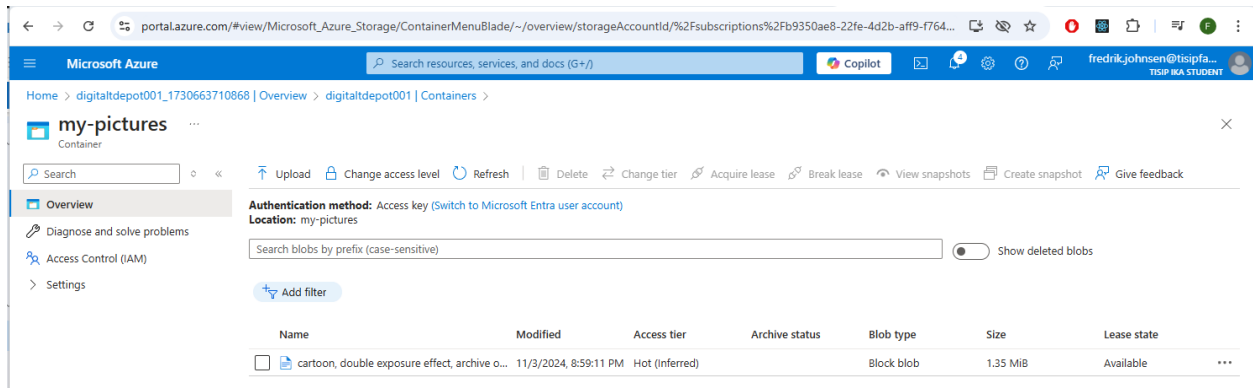 portal.azure.com/#view/Microsoft_Azure_Storage/ContainerMenuBlade/~/overview/storageAccountId/%2Fsubscriptions%2Fb9350ae8-22fe-4d2b-aff9-f764...
F
Microsoft Azure
Search resources, services, and docs (G+/)
Copilot
4
fredrik.johnsen@tisipfa...
TISIP IKA STUDENT
Home > digitaltdepot001_1730663710868 | Overview > digitaltdepot001 | Containers >
my-pictures ...
Container
Search
Overview
Diagnose and solve problems
Access Control (IAM)
Settings
Upload Change access level Refresh Delete Change tier Acquire lease Break lease View snapshots Create snapshot Give feedback
Authentication method: Access key (Switch to Microsoft Entra user account)
Location: my-pictures
Search blobs by prefix (case-sensitive)
Show deleted blobs
Add filter
Name Modified Access tier Archive status Blob type Size Lease state
cartoon, double exposure effect, archive o... 11/3/2024, 8:59:11 PM Hot (Inferred) Block blob 1.35 MiB Available ...